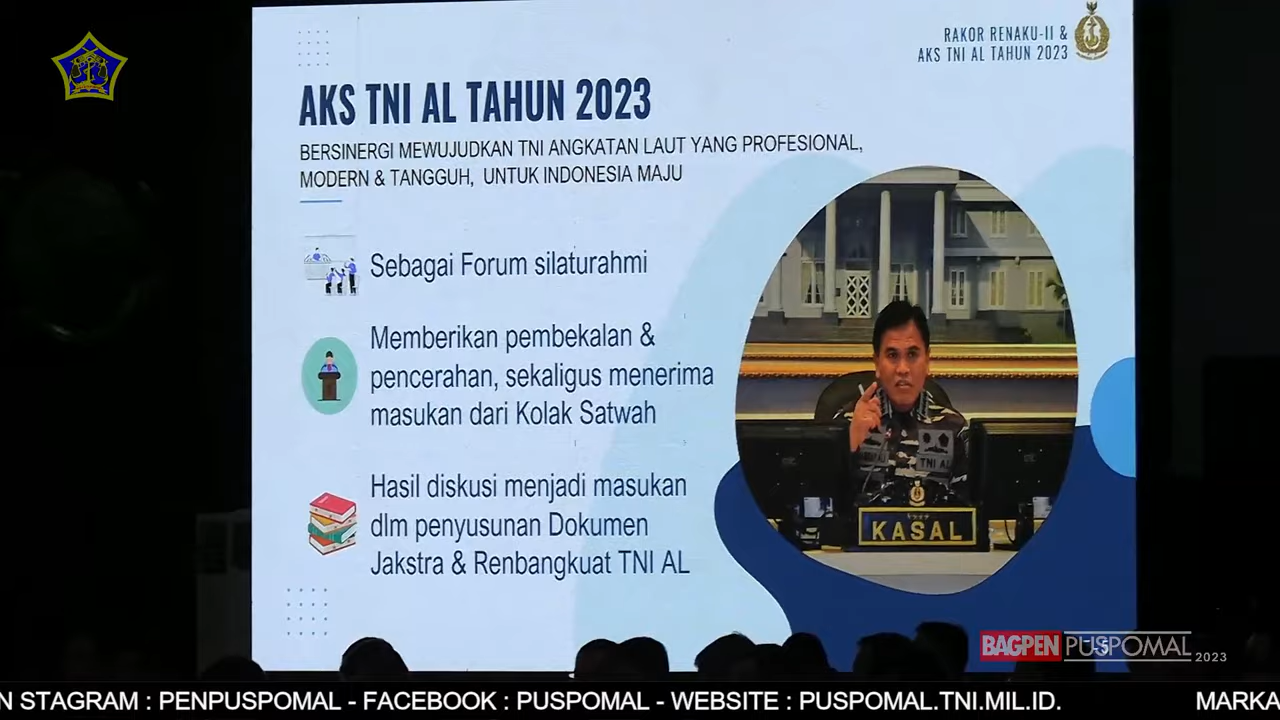 RAKOR RENAKU-II &
AKS TNI AL TAHUN 2023
AKS TNI AL TAHUN 2023
BERSINERGI MEWUJUDKAN TNI ANGKATAN LAUT YANG PROFESIONAL,
MODERN & TANGGUH, UNTUK INDONESIA MAJU
Sebagai Forum silaturahmi
Memberikan pembekalan &
pencerahan, sekaligus menerima
masukan dari Kolak Satwah
Hasil diskusi menjadi masukan
dlm penyusunan Dokumen
Jakstra & Renbangkuat TNI AL
TNI AL
KASAL
BAGPEN PUSPOMAL 2023
N STAGRAM : PENPUSPOMAL - FACEBOOK : PUSPOMAL - WEBSITE : PUSPOMAL.TNI.MIL.ID. MARKA